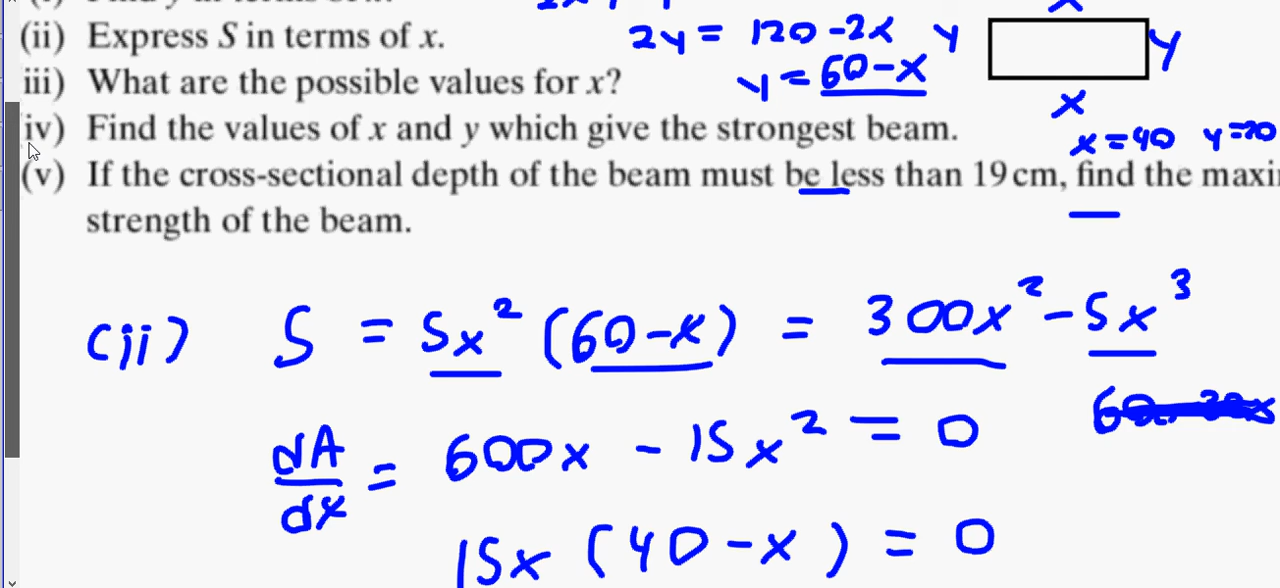 (ii) Express S in terms of x.
2y = 120 - 2x
y
y
y = 60 - x
iii) What are the possible values for x?
x
iv) Find the values of x and y which give the strongest beam.
x = 40 y = 20
(v) If the cross-sectional depth of the beam must be less than 19 cm, find the maxi
strength of the beam.
(ii) S = 5x² (60-x) = 300x² - 5x³
dA/dx = 600x - 15x² = 0
15x (40 - x) = 0